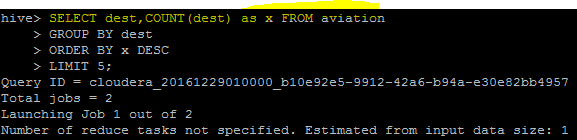 hive> SELECT dest,COUNT(dest) as x FROM aviation
> GROUP BY dest
> ORDER BY x DESC
> LIMIT 5;
Query ID = cloudera_20161229010000_b10e92e5-9912-42a6-b94a-e30e82bb4957
Total jobs = 2
Launching Job 1 out of 2
Number of reduce tasks not specified. Estimated from input data size: 1